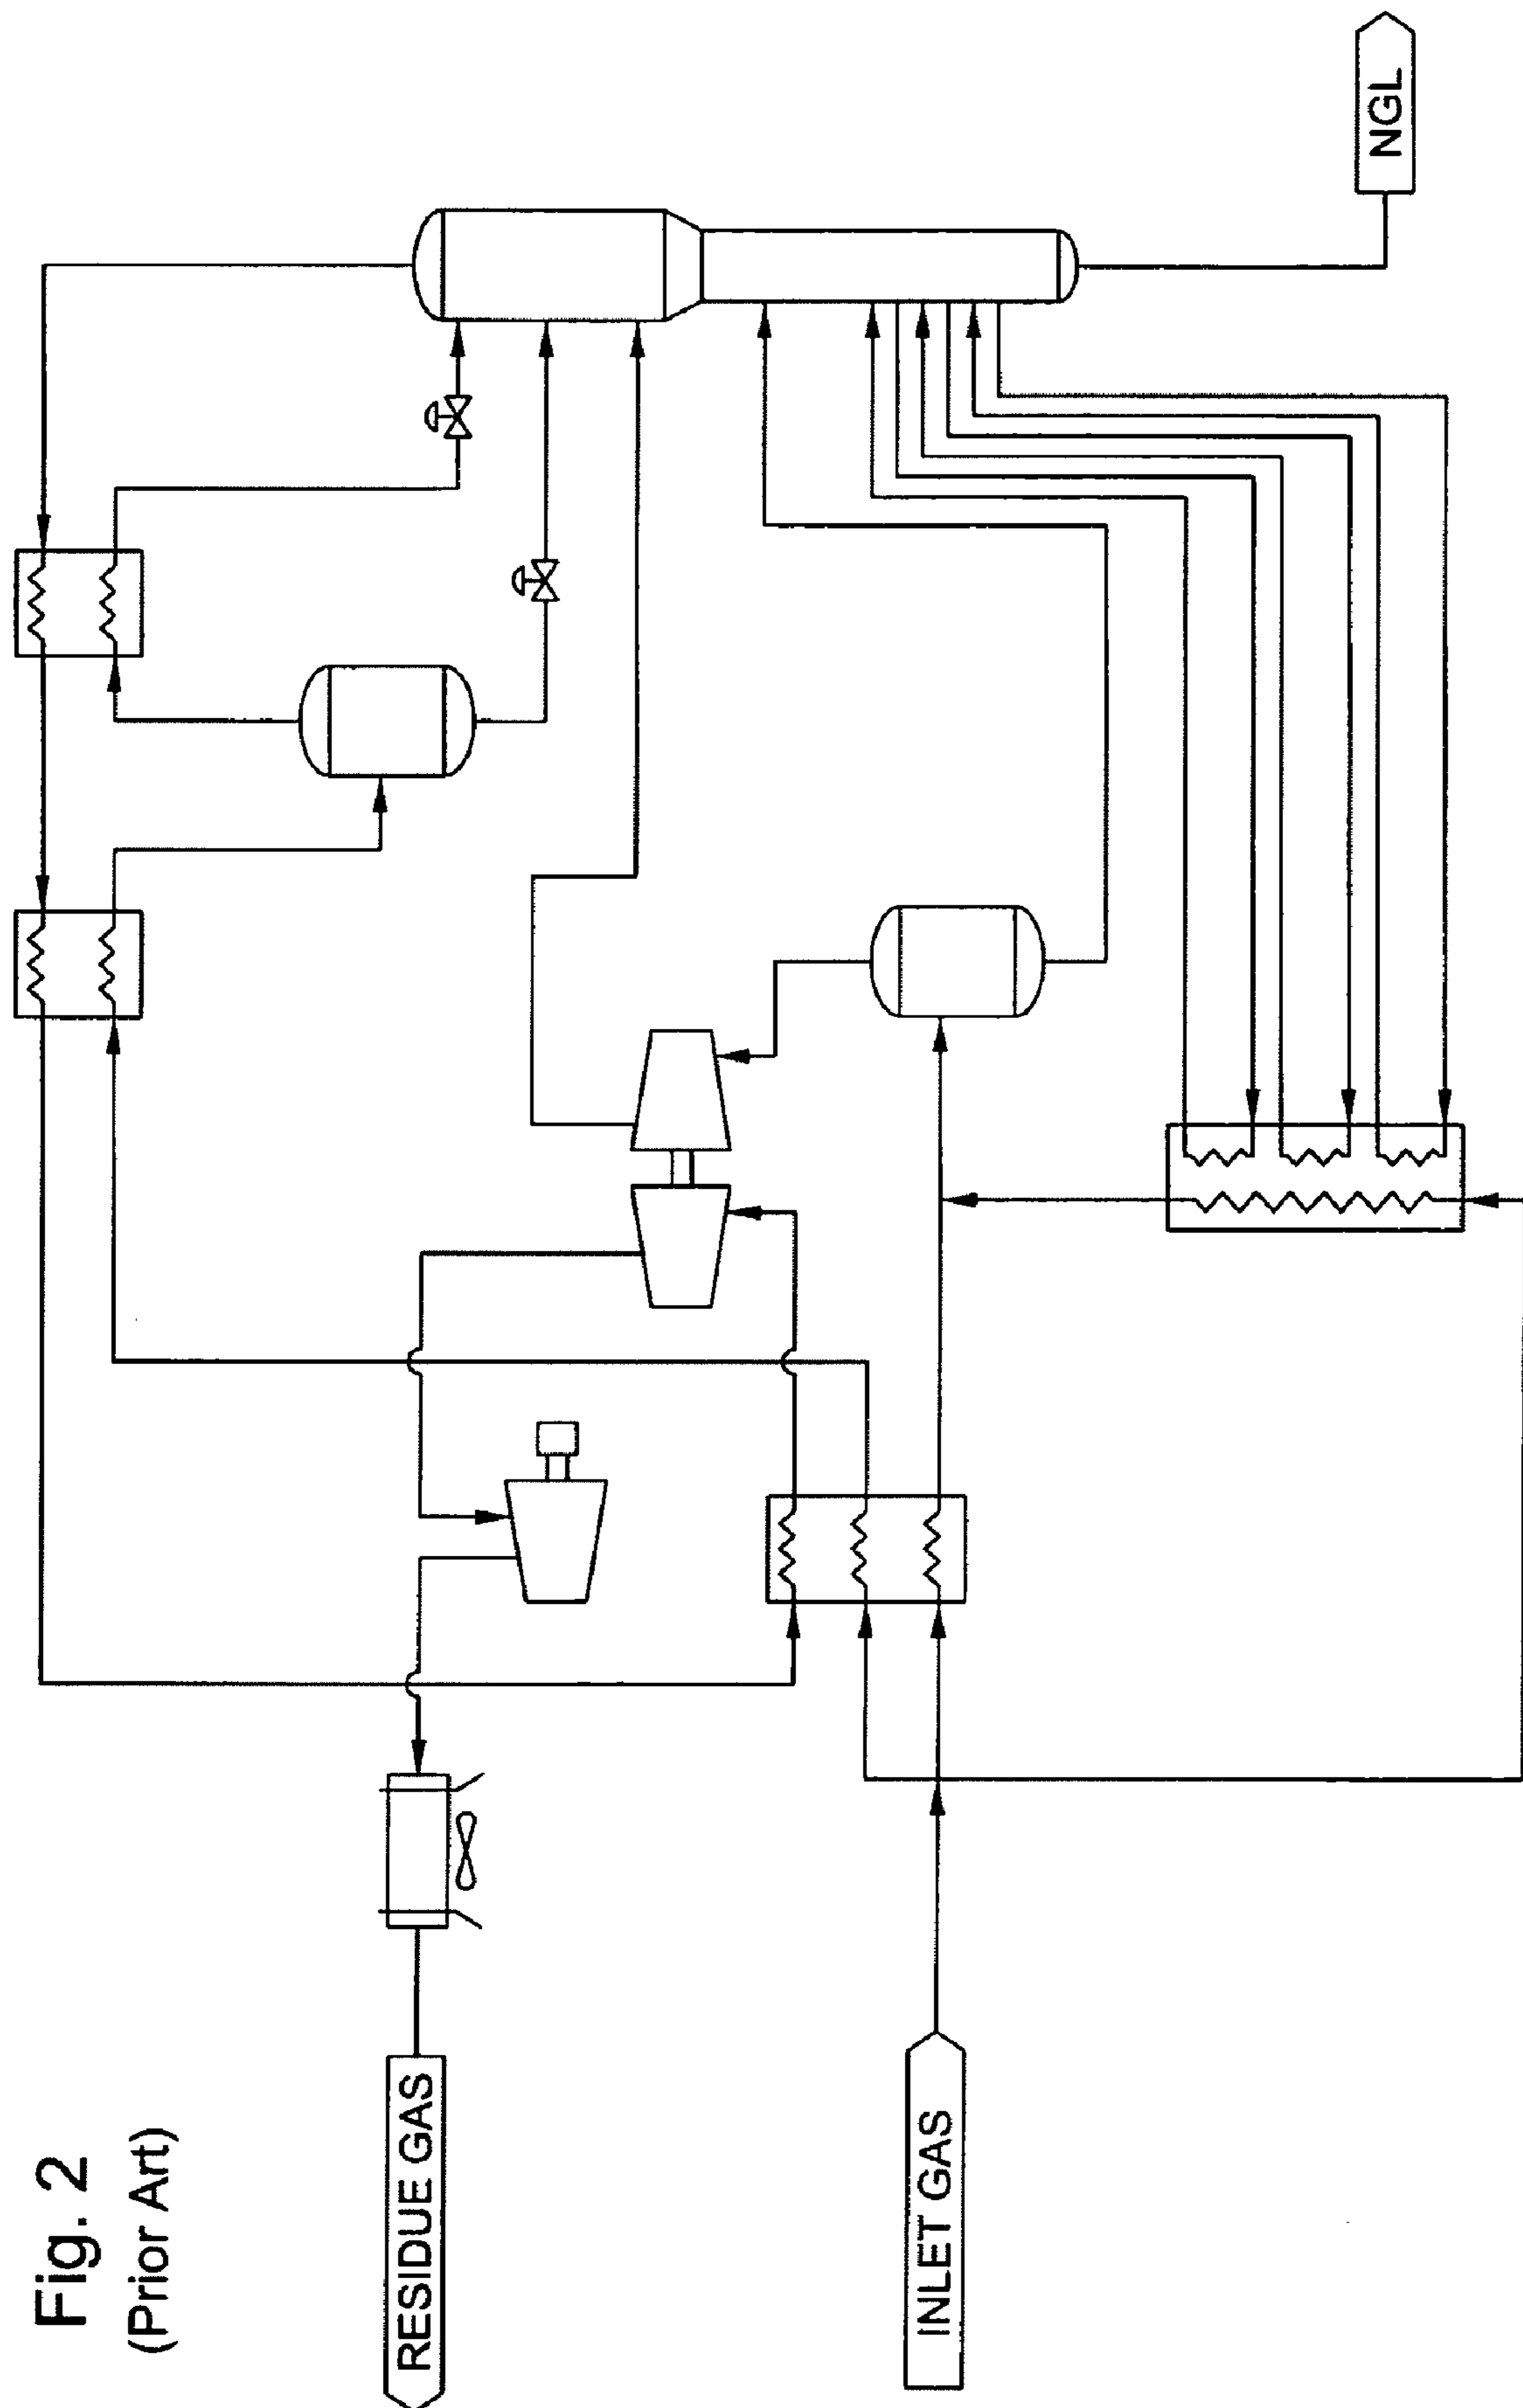 Fig. 2
(Prior Art)
RESIDUE GAS
INLET GAS
NGL